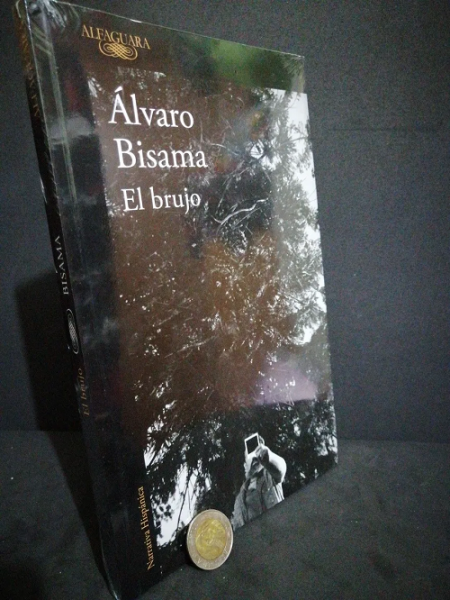 ALFAGUARA
Álvaro
Bisama
El brujo
Narrativa Hispánica
BISAMA
El brujo